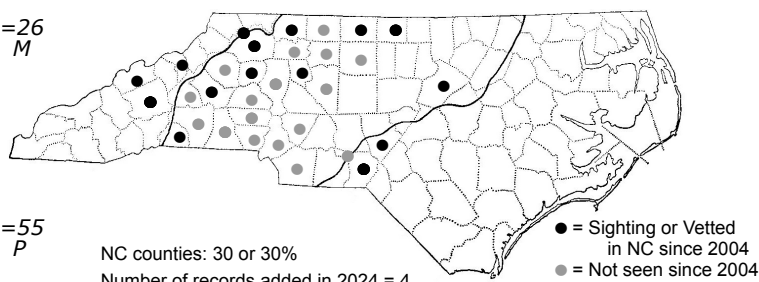 =26
M
=55
P
NC counties: 30 or 30%
Number of records added in 2024 = 4
● = Sighting or Vetted
in NC since 2004
● = Not seen since 2004